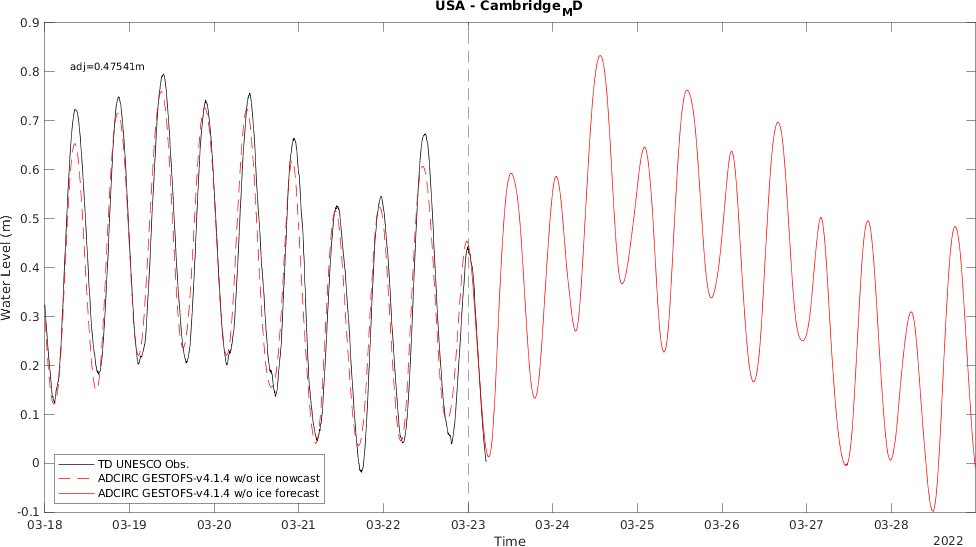 USA - Cambridge_MD
0.9
0.8
adj=0.47541m
0.7
0.6
0.5
0.4
0.3
0.2
0.1
0
-0.1
Water Level (m)
TD UNESCO Obs.
ADCIRC GESTOFS-v4.1.4 w/o ice nowcast
ADCIRC GESTOFS-v4.1.4 w/o ice forecast
03-18 03-19 03-20 03-21 03-22 03-23 03-24 03-25 03-26 03-27 03-28
Time
2022